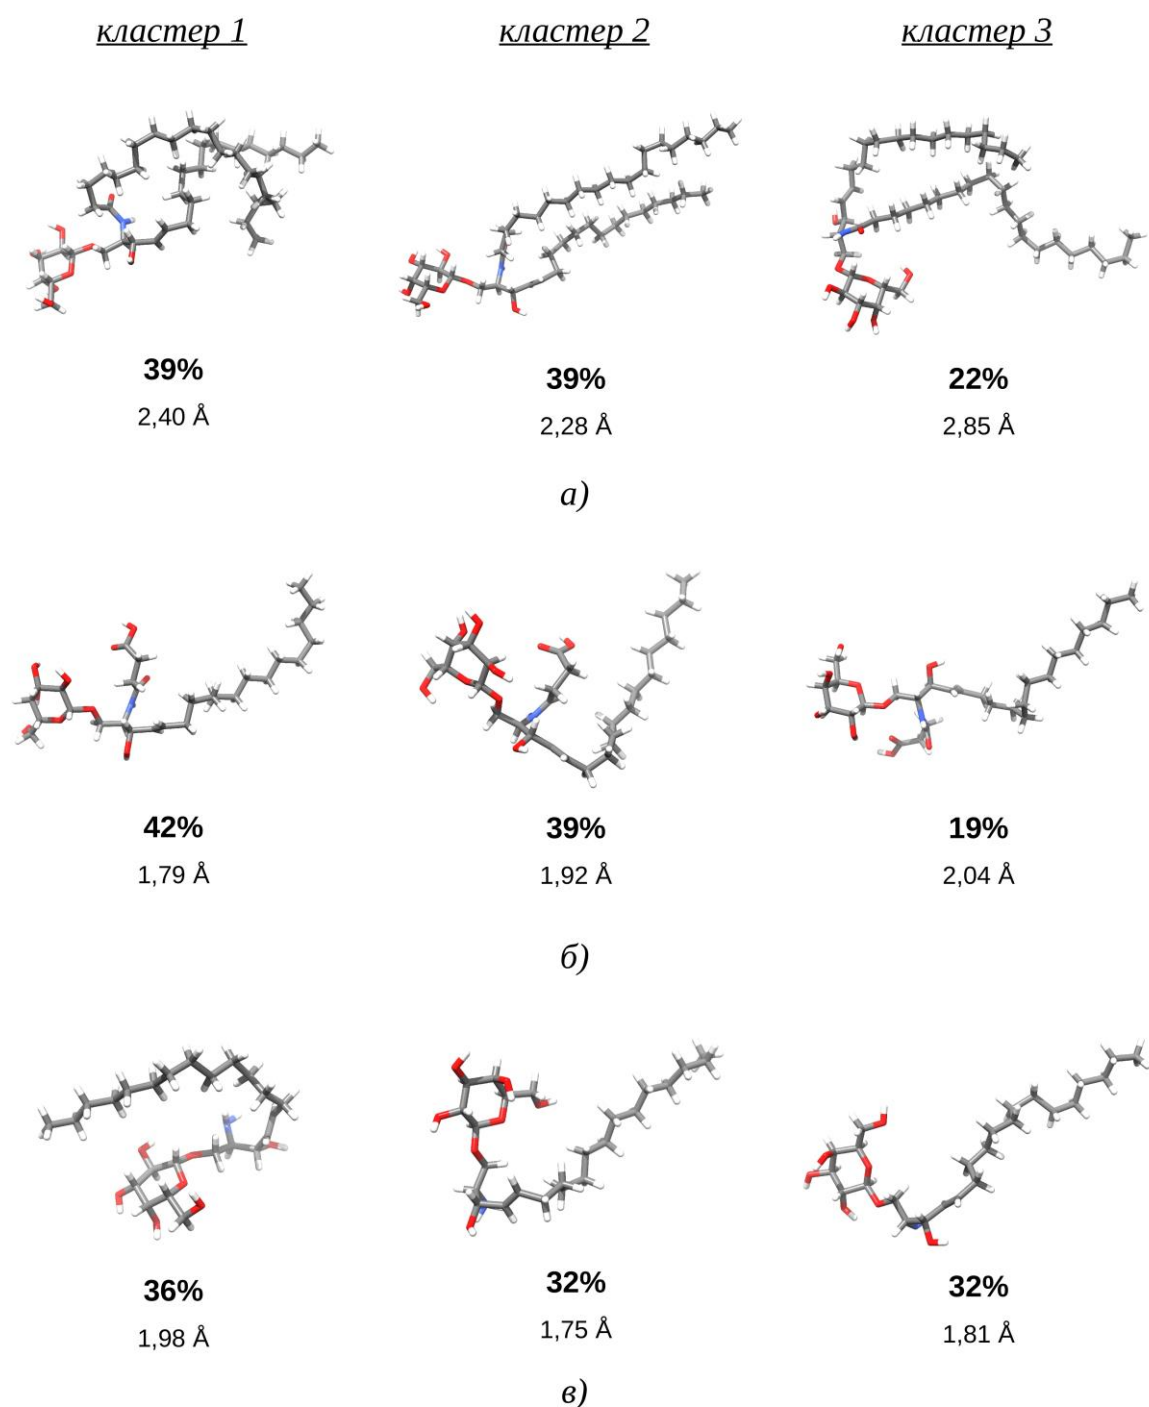 кластер 1 кластер 2 кластер 3
39% 39% 22%
2,40 Å 2,28 Å 2,85 Å
а)
42% 39% 19%
1,79 Å 1,92 Å 2,04 Å
б)
36% 32% 32%
1,98 Å 1,75 Å 1,81 Å
в)